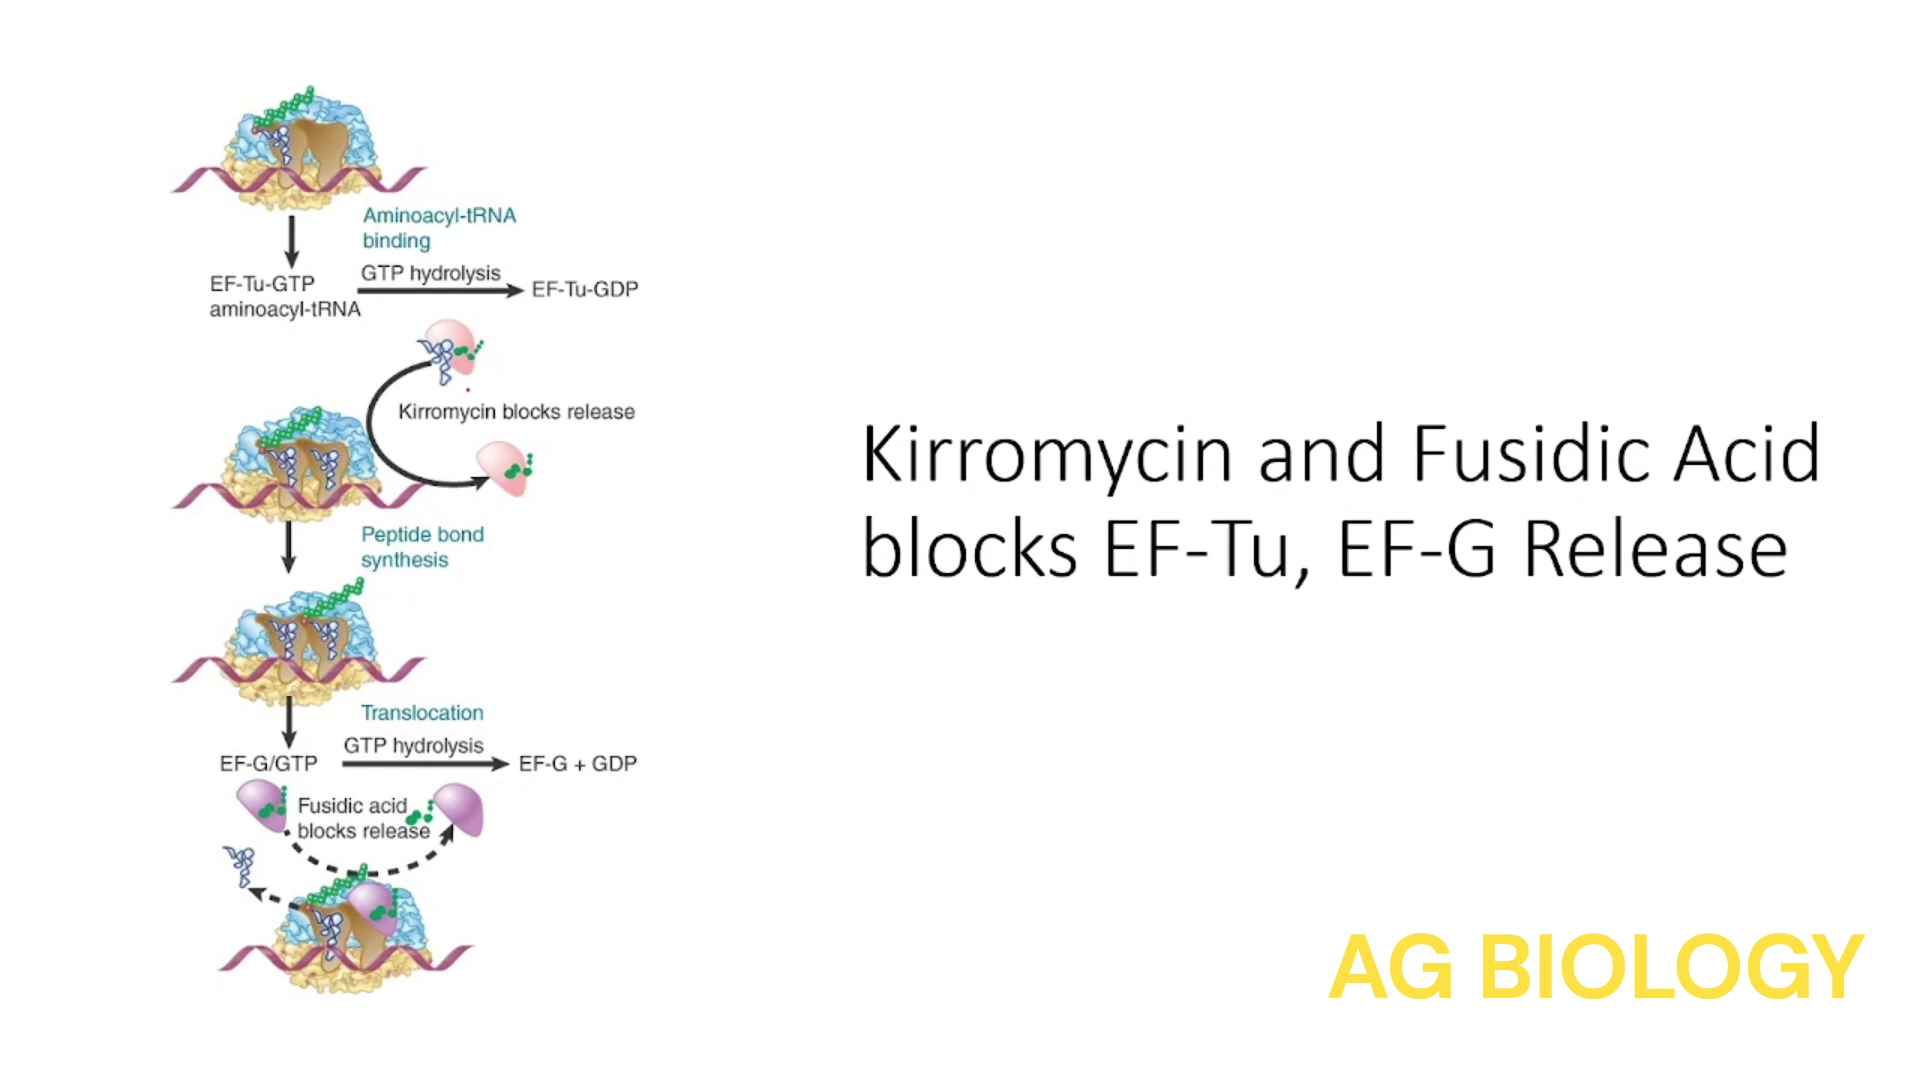 Aminoacyl-tRNA
binding
EF-Tu-GTP
aminoacyl-tRNA
GTP hydrolysis
EF-Tu-GDP
Kirromycin blocks release
Peptide bond
synthesis
Translocation
EF-G/GTP
GTP hydrolysis
EF-G + GDP
Fusidic acid
blocks release
Kirromycin and Fusidic Acid
blocks EF-Tu, EF-G Release
AG BIOLOGY